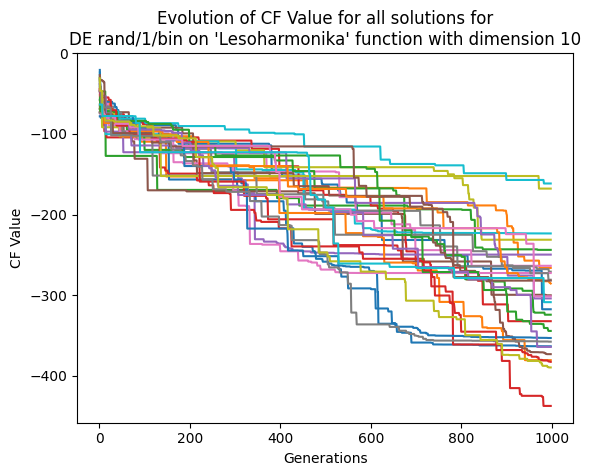 Evolution of CF Value for all solutions for
DE rand/1/bin on 'Lesoharmonika' function with dimension 10
0
−100
−200
−300
−400
CF Value
0 200 400 600 800 1000
Generations